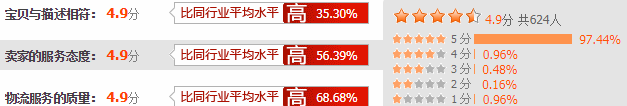 宝贝与描述相符： 4.9分 比同行业平均水平 高 35.30%
卖家的服务态度： 4.9分 比同行业平均水平 高 56.39%
物流服务的质量： 4.9分 比同行业平均水平 高 68.68%
4.9分 共624人
5分 97.44%
4分 0.96%
3分 0.48%
2分 0.16%
1分 0.96%